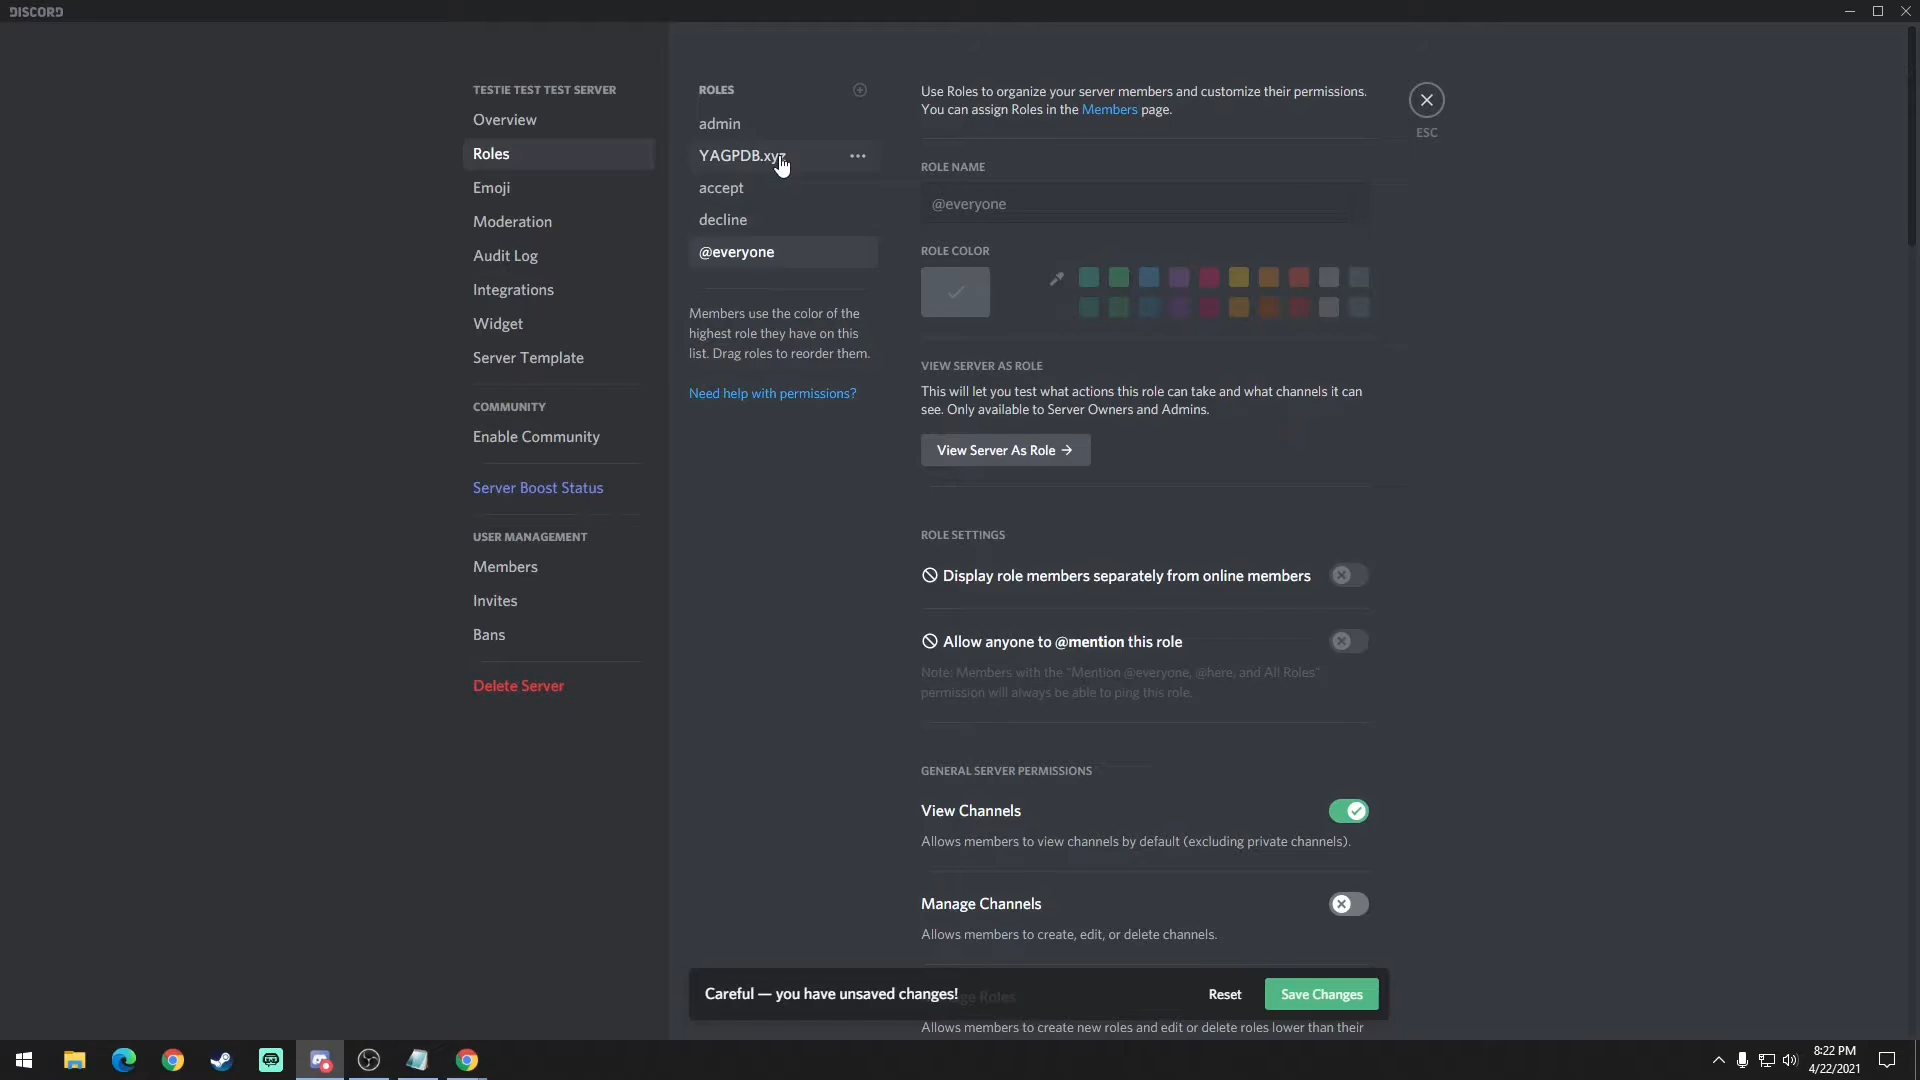 DISCORD
TESTIE TEST TEST SERVER
Overview
Roles
Emoji
Moderation
Audit Log
Integrations
Widget
Server Template
COMMUNITY
Enable Community
Server Boost Status
USER MANAGEMENT
Members
Invites
Bans
Delete Server
ROLES
admin
YAGPDB.xyz
accept
decline
@everyone
Members use the color of the
highest role they have on this
list. Drag roles to reorder them.
Need help with permissions?
Use Roles to organize your server members and customize their permissions.
You can assign Roles in the Members page.
ESC
ROLE NAME
@everyone
ROLE COLOR
VIEW SERVER AS ROLE
This will let you test what actions this role can take and what channels it can
see. Only available to Server Owners and Admins.
View Server As Role →
ROLE SETTINGS
Display role members separately from online members
Allow anyone to @mention this role
Note: Members with the "Mention @everyone, @here, and All Roles"
permission will always be able to ping this role.
GENERAL SERVER PERMISSIONS
View Channels
Allows members to view channels by default (excluding private channels).
Manage Channels
Allows members to create, edit, or delete channels.
Careful — you have unsaved changes!
Reset
Save Changes
Allows members to create new roles and edit or delete roles lower than their
8:22 PM
4/22/2021